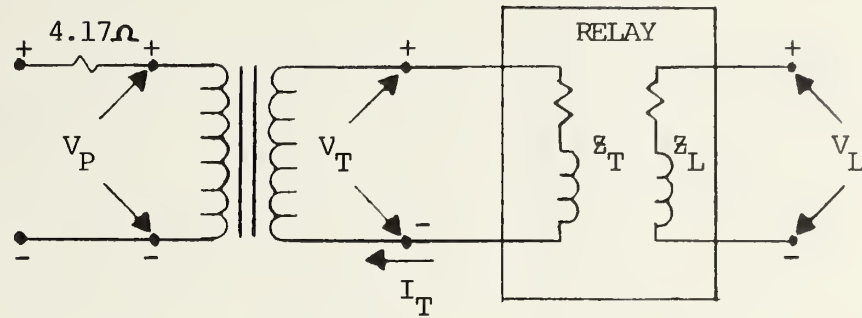 4.17Ω
RELAY
+ + + +
V_P V_T Z_T Z_L V_L
- - - -
I_T